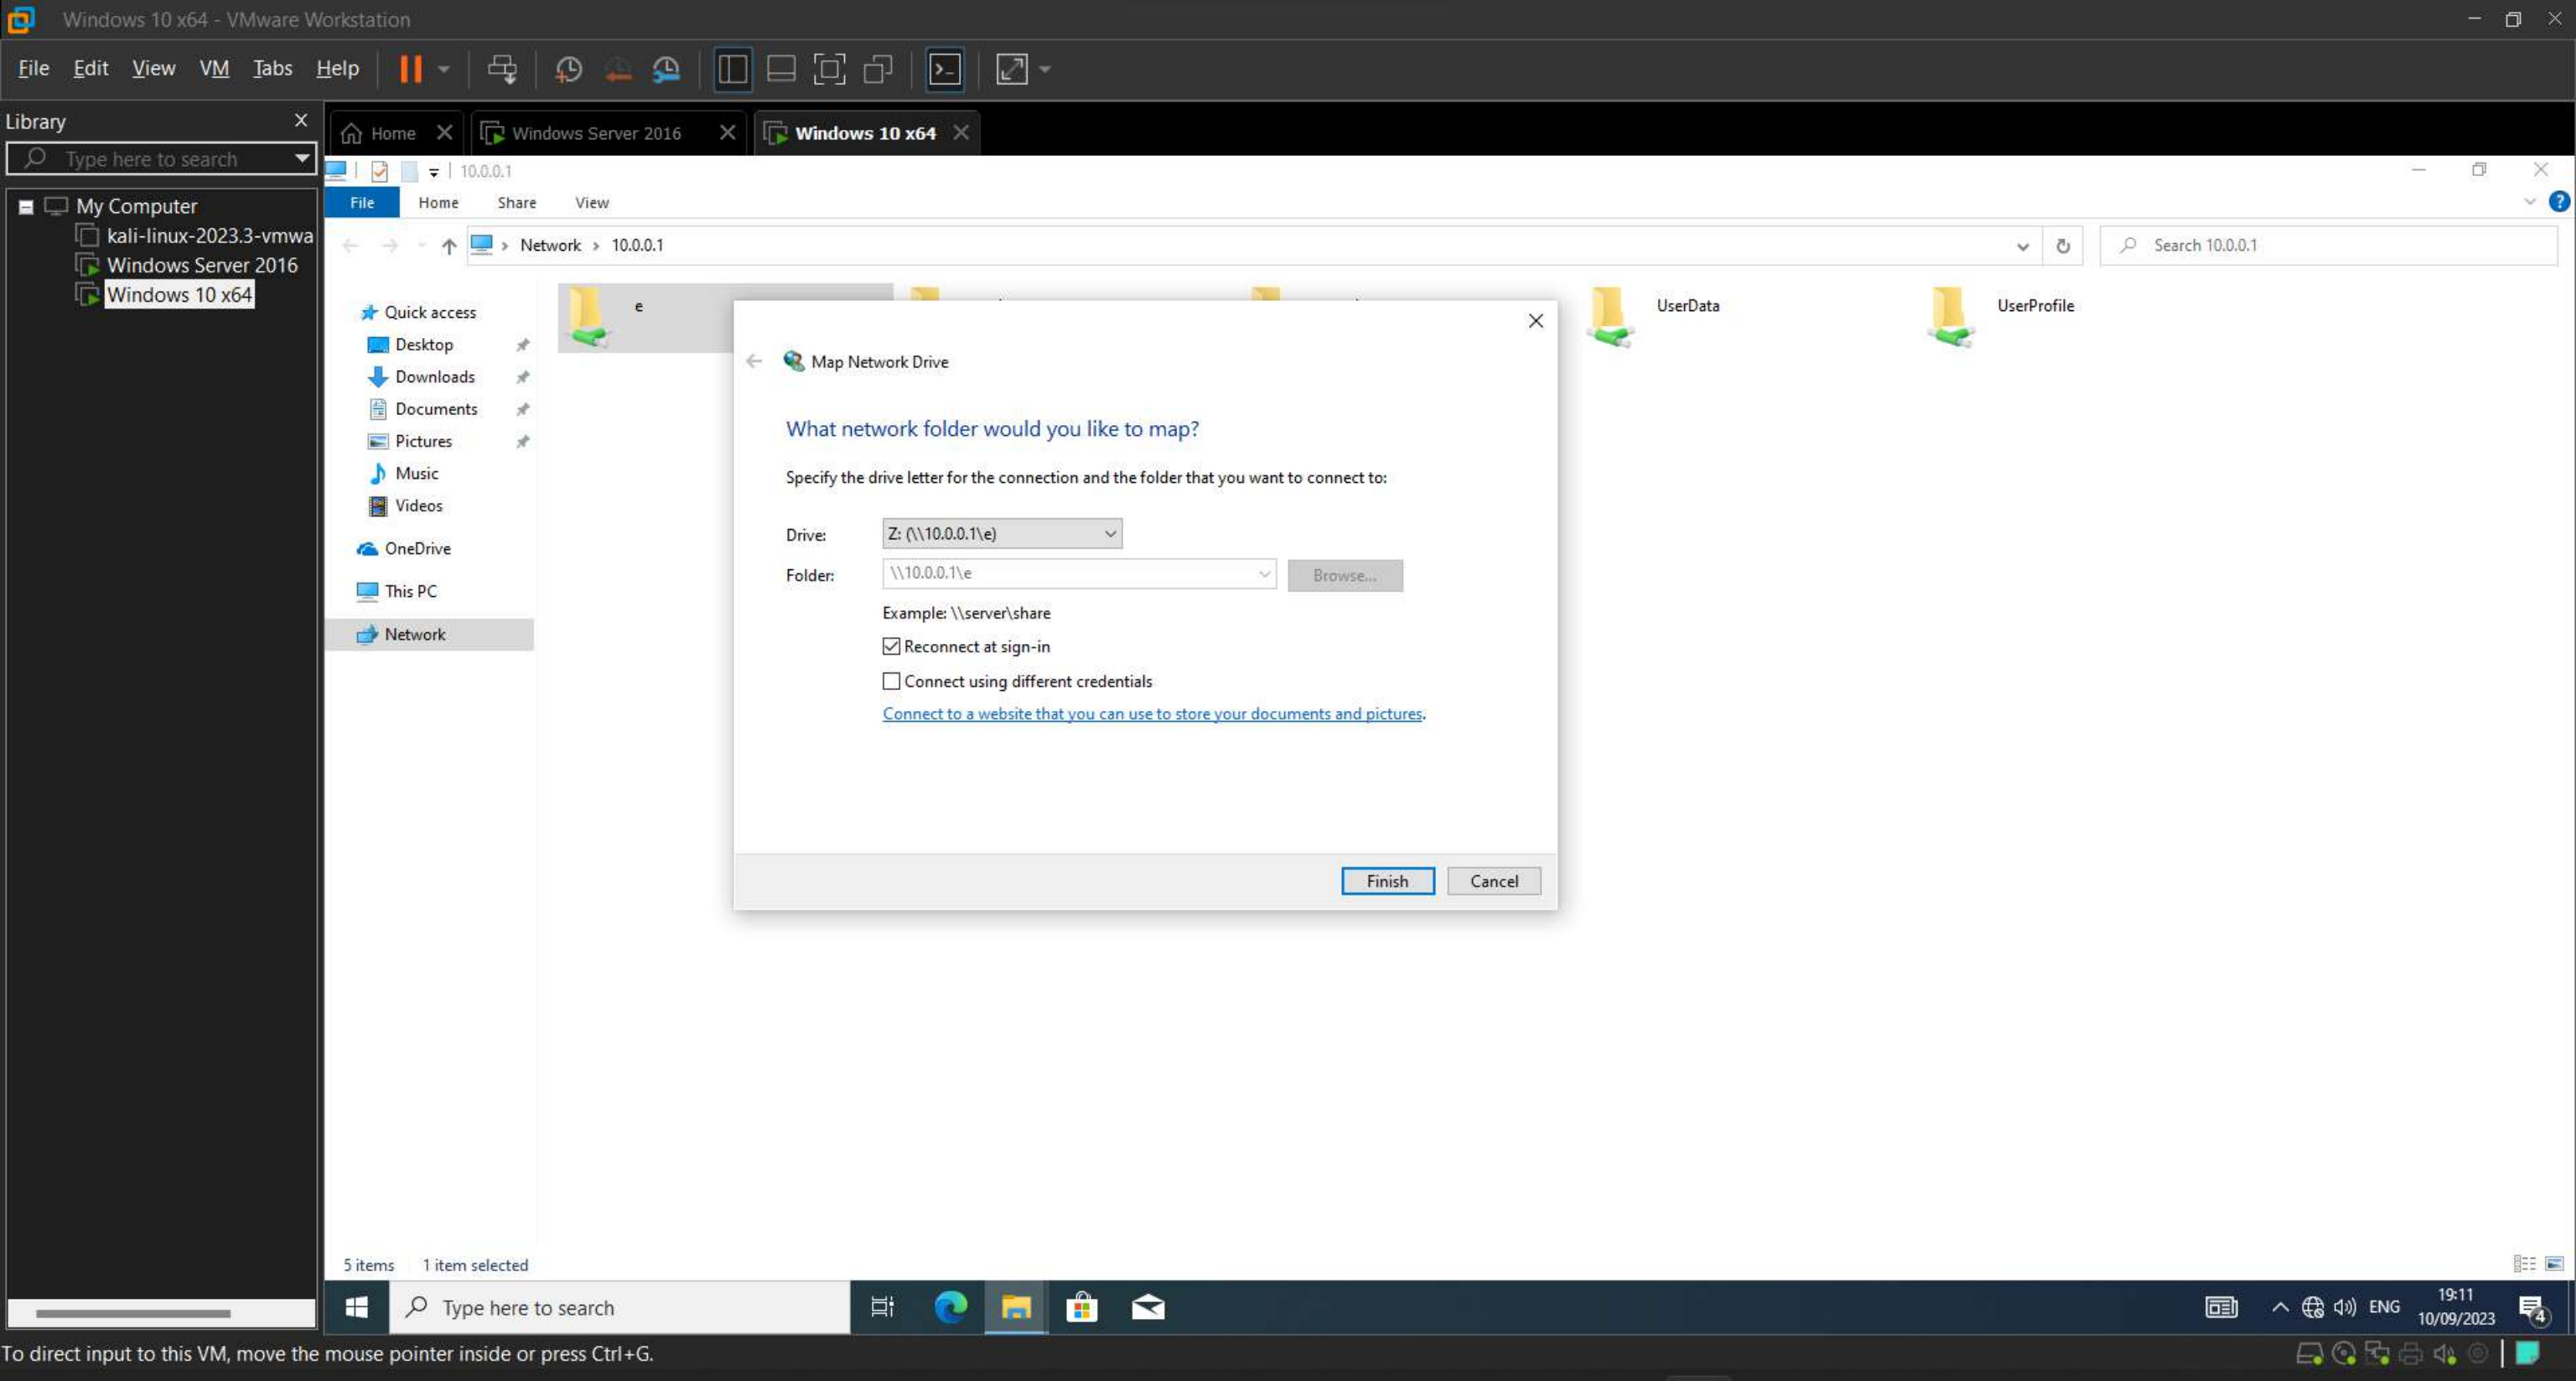 Windows 10 x64 - VMware Workstation
File Edit View VM Tabs Help
Library
Type here to search
My Computer
kali-linux-2023.3-vmwa
Windows Server 2016
Windows 10 x64
Home
Windows Server 2016
Windows 10 x64
10.0.0.1
File Home Share View
Network > 10.0.0.1
Search 10.0.0.1
Quick access
Desktop
Downloads
Documents
Pictures
Music
Videos
OneDrive
This PC
Network
e
UserData
UserProfile
Map Network Drive
What network folder would you like to map?
Specify the drive letter for the connection and the folder that you want to connect to:
Drive: Z: (\\10.0.0.1\e)
Folder: \\10.0.0.1\e Browse...
Example: \\server\share
Reconnect at sign-in
Connect using different credentials
Connect to a website that you can use to store your documents and pictures.
Finish Cancel
5 items 1 item selected
Type here to search
ENG
19:11
10/09/2023
4
To direct input to this VM, move the mouse pointer inside or press Ctrl+G.